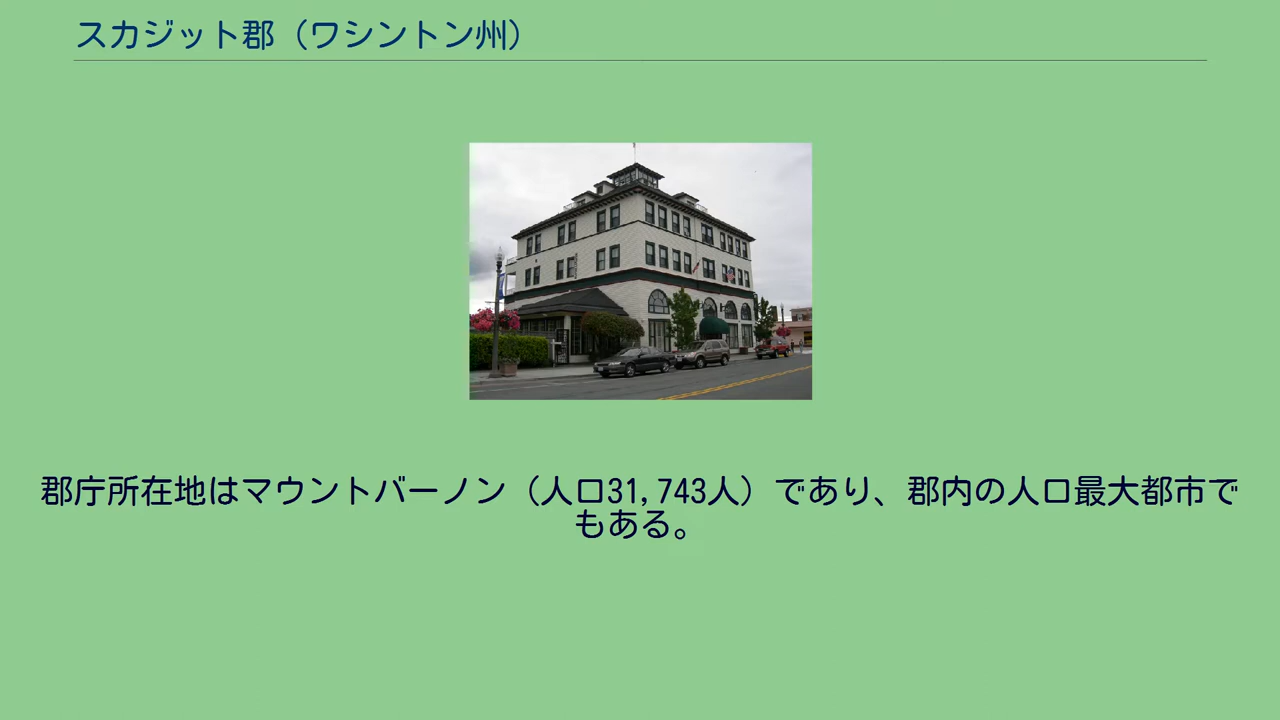 スカジット郡（ワシントン州）
郡庁所在地はマウントバーノン（人口31,743人）であり、郡内の人口最大都市で
もある。